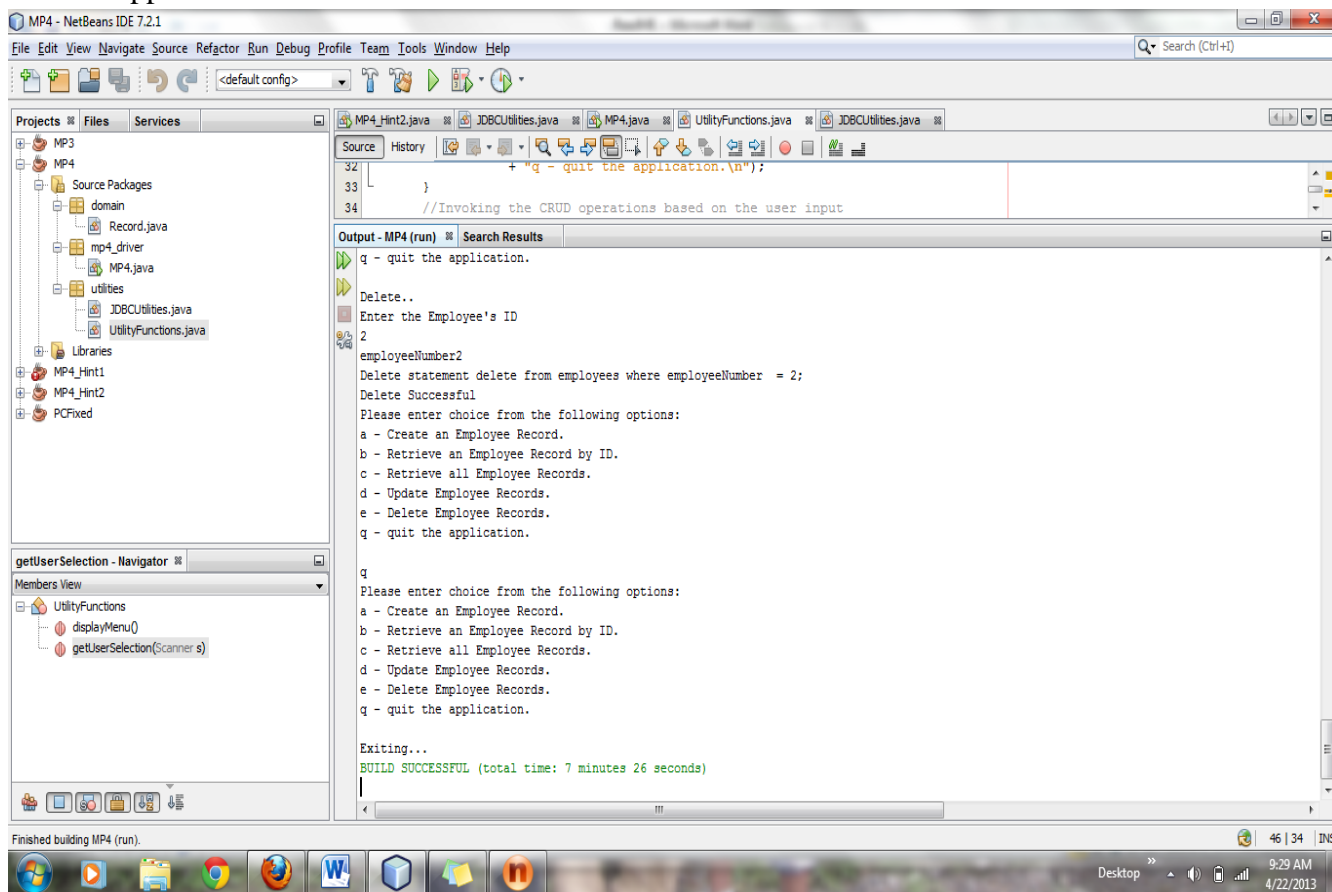 MP4 - NetBeans IDE 7.2.1
File Edit View Navigate Source Refactor Run Debug Profile Team Tools Window Help
Search (Ctrl+I)
<default config>
Projects Files Services
MP3
MP4
Source Packages
domain
Record.java
mp4_driver
MP4.java
utilities
JDBCUtilities.java
UtilityFunctions.java
Libraries
MP4_Hint1
MP4_Hint2
PCFixed
getUserSelection - Navigator
Members View
UtilityFunctions
displayMenu()
getUserSelection(Scanner s)
MP4_Hint2.java JDBCUtilities.java MP4.java UtilityFunctions.java JDBCUtilities.java
Source History
32 + "q - quit the application.\n");
33 }
34 //Invoking the CRUD operations based on the user input
Output - MP4 (run) Search Results
q - quit the application.
Delete..
Enter the Employee's ID
2
employeeNumber2
Delete statement delete from employees where employeeNumber  = 2;
Delete Successful
Please enter choice from the following options:
a - Create an Employee Record.
b - Retrieve an Employee Record by ID.
c - Retrieve all Employee Records.
d - Update Employee Records.
e - Delete Employee Records.
q - quit the application.
q
Please enter choice from the following options:
a - Create an Employee Record.
b - Retrieve an Employee Record by ID.
c - Retrieve all Employee Records.
d - Update Employee Records.
e - Delete Employee Records.
q - quit the application.
Exiting...
BUILD SUCCESSFUL (total time: 7 minutes 26 seconds)
Finished building MP4 (run).
46 | 34 INS
Desktop
9:29 AM
4/22/2013